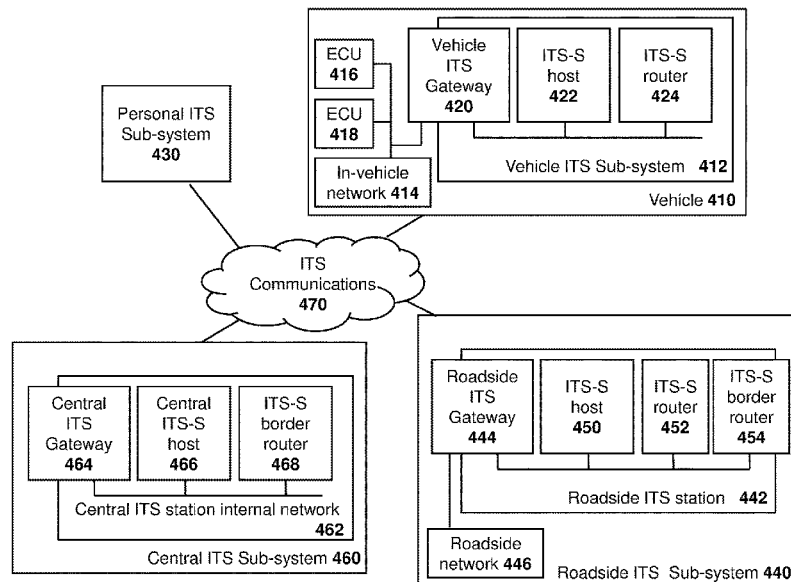 ECU
416
ECU
418
In-vehicle
network 414
Vehicle
ITS
Gateway
420
ITS-S
host
422
ITS-S
router
424
Vehicle ITS Sub-system 412
Vehicle 410
Personal ITS
Sub-system
430
ITS
Communications
470
Central
ITS
Gateway
464
Central
ITS-S
host
466
ITS-S
border
router
468
Central ITS station internal network
462
Central ITS Sub-system 460
Roadside
ITS
Gateway
444
ITS-S
host
450
ITS-S
router
452
ITS-S
border
router
454
Roadside ITS station 442
Roadside
network 446
Roadside ITS Sub-system 440